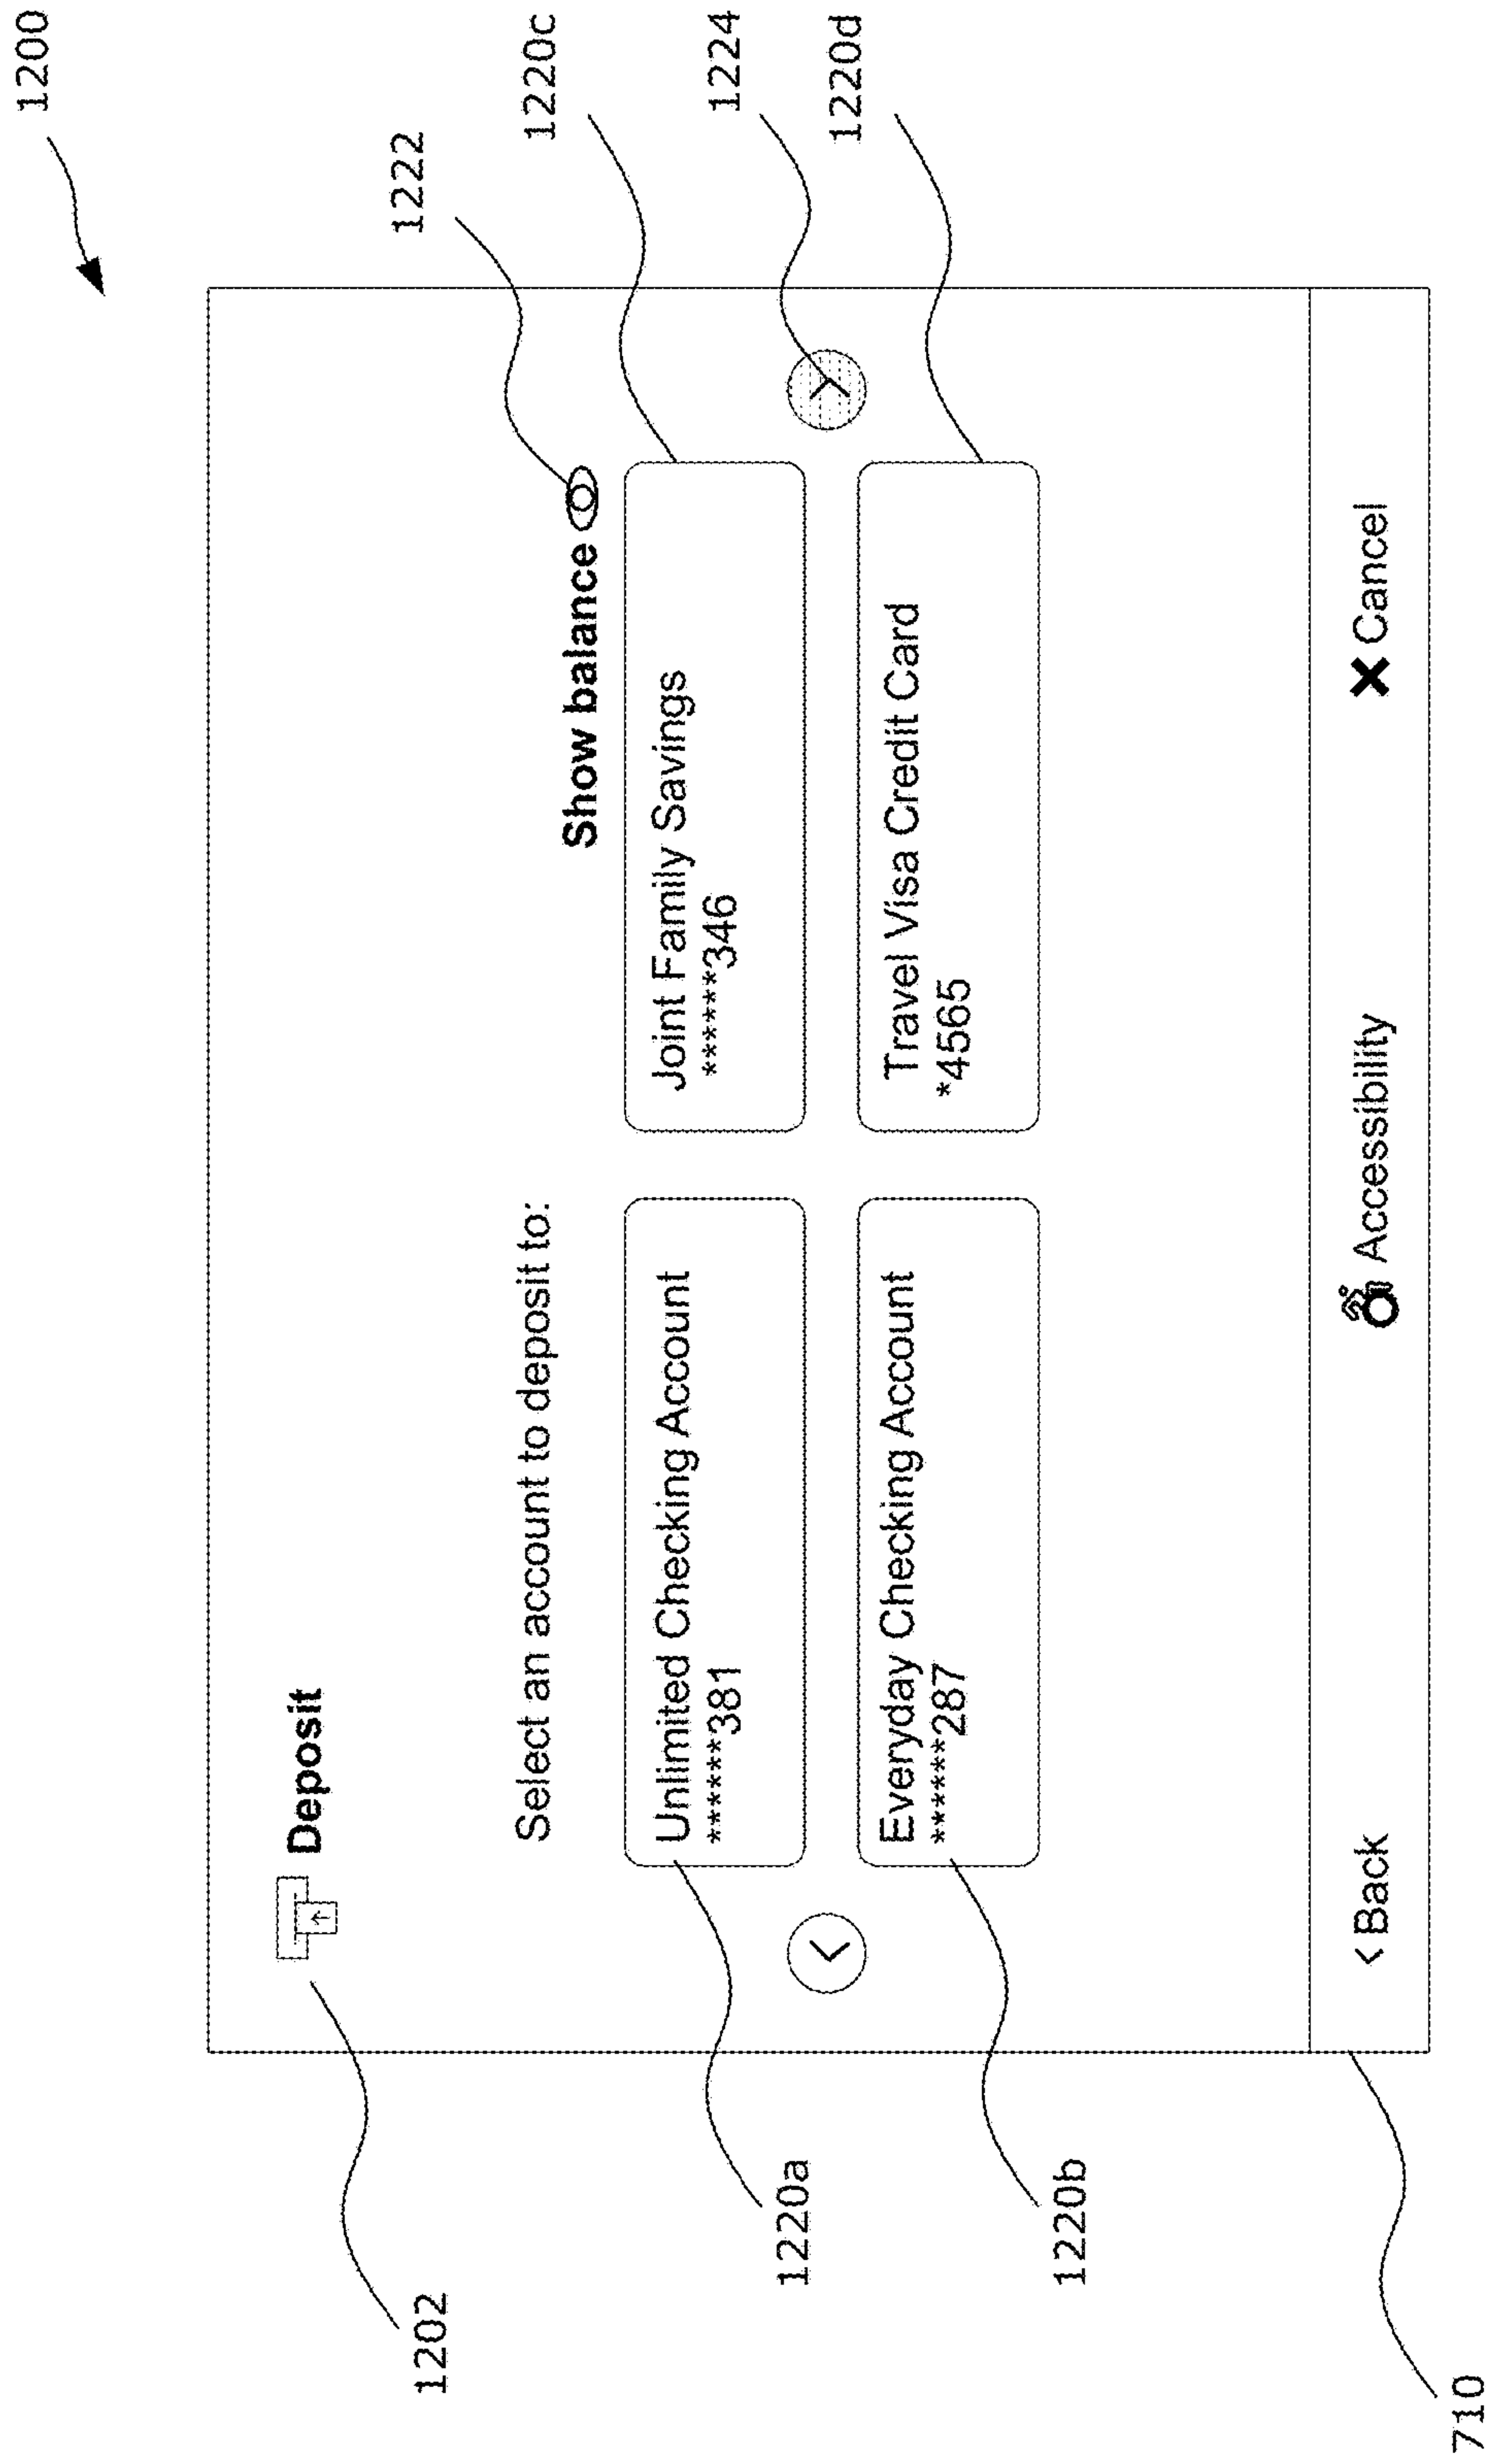 1200
1202
Deposit
1222
Select an account to deposit to:
Show balance
1220a
Unlimited Checking Account
******381
1220c
Joint Family Savings
******346
1224
1220b
Everyday Checking Account
******287
1220d
Travel Visa Credit Card
*4565
710
< Back
Accessibility
Cancel